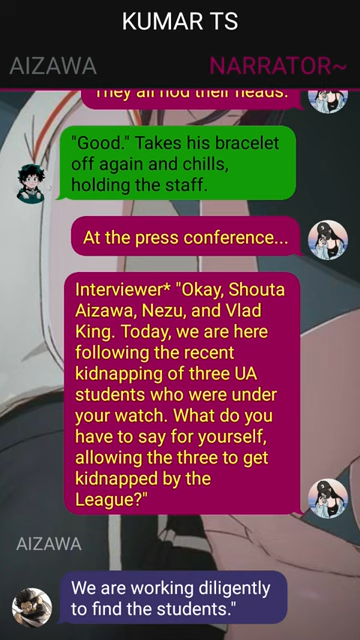 KUMAR TS
AIZAWA
NARRATOR~
They all nod their heads.
"Good." Takes his bracelet
off again and chills,
holding the staff.
At the press conference...
Interviewer* "Okay, Shouta
Aizawa, Nezu, and Vlad
King. Today, we are here
following the recent
kidnapping of three UA
students who were under
your watch. What do you
have to say for yourself,
allowing the three to get
kidnapped by the
League?"
AIZAWA
We are working diligently
to find the students."